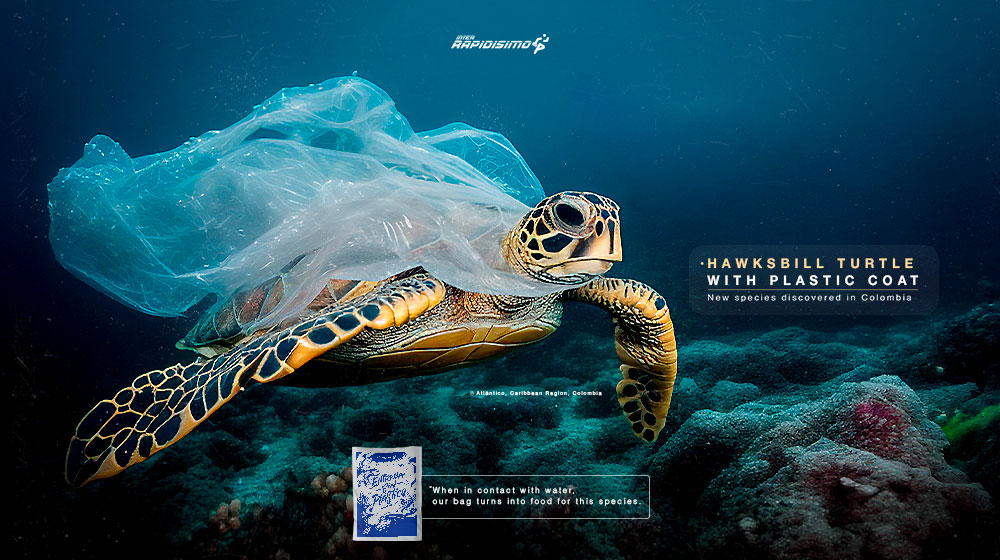 INTER
RAPIDISIMO
HAWKSBILL TURTLE
WITH PLASTIC COAT
New species discovered in Colombia
Atlántico, Caribbean Region, Colombia
"When in contact with water,
our bag turns into food for this species.